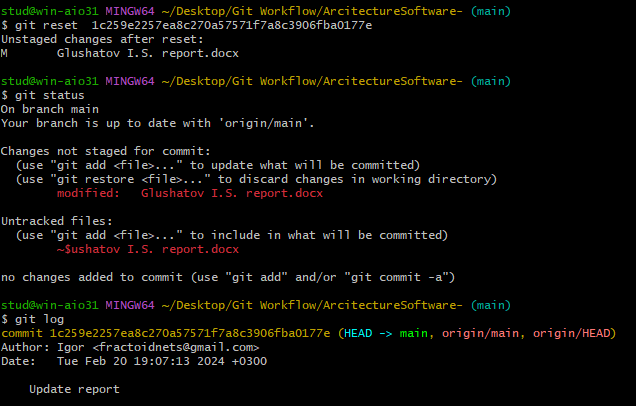 stud@win-aio31 MINGW64 ~/Desktop/Git Workflow/ArcitectureSoftware- (main)
$ git reset  1c259e2257ea8c270a57571f7a8c3906fba0177e
Unstaged changes after reset:
M       Glushatov I.S. report.docx

stud@win-aio31 MINGW64 ~/Desktop/Git Workflow/ArcitectureSoftware- (main)
$ git status
On branch main
Your branch is up to date with 'origin/main'.

Changes not staged for commit:
  (use "git add <file>..." to update what will be committed)
  (use "git restore <file>..." to discard changes in working directory)
        modified:   Glushatov I.S. report.docx

Untracked files:
  (use "git add <file>..." to include in what will be committed)
        ~$ushatov I.S. report.docx

no changes added to commit (use "git add" and/or "git commit -a")

stud@win-aio31 MINGW64 ~/Desktop/Git Workflow/ArcitectureSoftware- (main)
$ git log
commit 1c259e2257ea8c270a57571f7a8c3906fba0177e (HEAD -> main, origin/main, origin/HEAD)
Author: Igor <fractoidnets@gmail.com>
Date:   Tue Feb 20 19:07:13 2024 +0300

    Update report